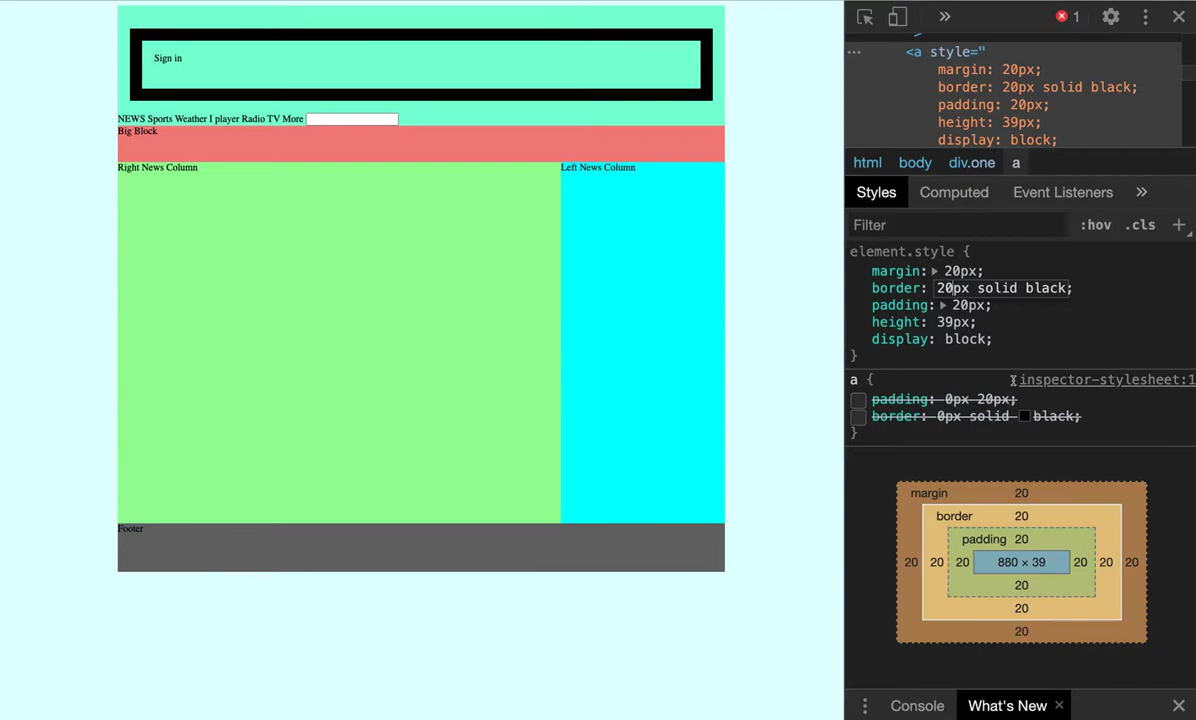 Sign in
NEWS Sports Weather I player Radio TV More
Big Block
Right News Column
Left News Column
Footer
1
<a style="
margin: 20px;
border: 20px solid black;
padding: 20px;
height: 39px;
display: block;
html body div.one a
Styles Computed Event Listeners
Filter :hov .cls
element.style {
margin: 20px;
border: 20px solid black;
padding: 20px;
height: 39px;
display: block;
}
a { inspector-stylesheet:1
padding: 0px 20px;
border: 0px solid black;
}
margin 20
border 20
padding 20
20 20 20 880 × 39 20 20 20
20
20
20
Console What's New